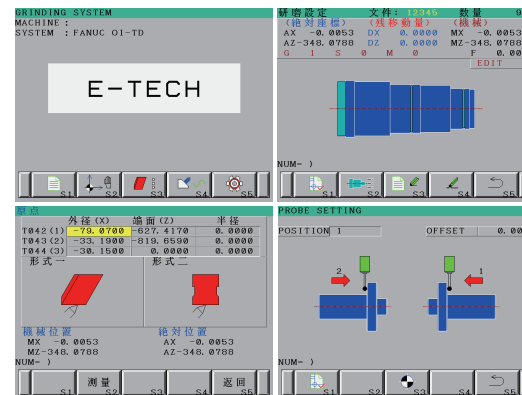 GRINDING SYSTEM
MACHINE :
SYSTEM : FANUC OI-TD
E-TECH
S1 S2 S3 S4 S5
研磨設定 文件: 12345 數量 9
(絶対座標) (残移動量) (機械)
AX -0.0053 DX 0.0000 MX -0.0053
AZ-348.0788 DZ 0.0000 MZ-348.0788
G 1 S 0 M 0 F 0.00
EDIT
NUM- )
S1 S2 S3 S4 S5
原点
外径(X) 端面(Z) 半径
T042(1) -79.0700 -627.4170 0.0000
T043(2) -33.1900 -819.6590 0.0000
T044(3) -30.1500 0.0000 0.0000
形式一 形式二
機械位置 絶対位置
MX -0.0053 AX -0.0053
MZ-348.0788 AZ-348.0788
NUM- )
測量 返回
S1 S2 S3 S4 S5
PROBE SETTING
POSITION 1 OFFSET 0.00
2 1
NUM- )
S1 S2 S3 S4 S5